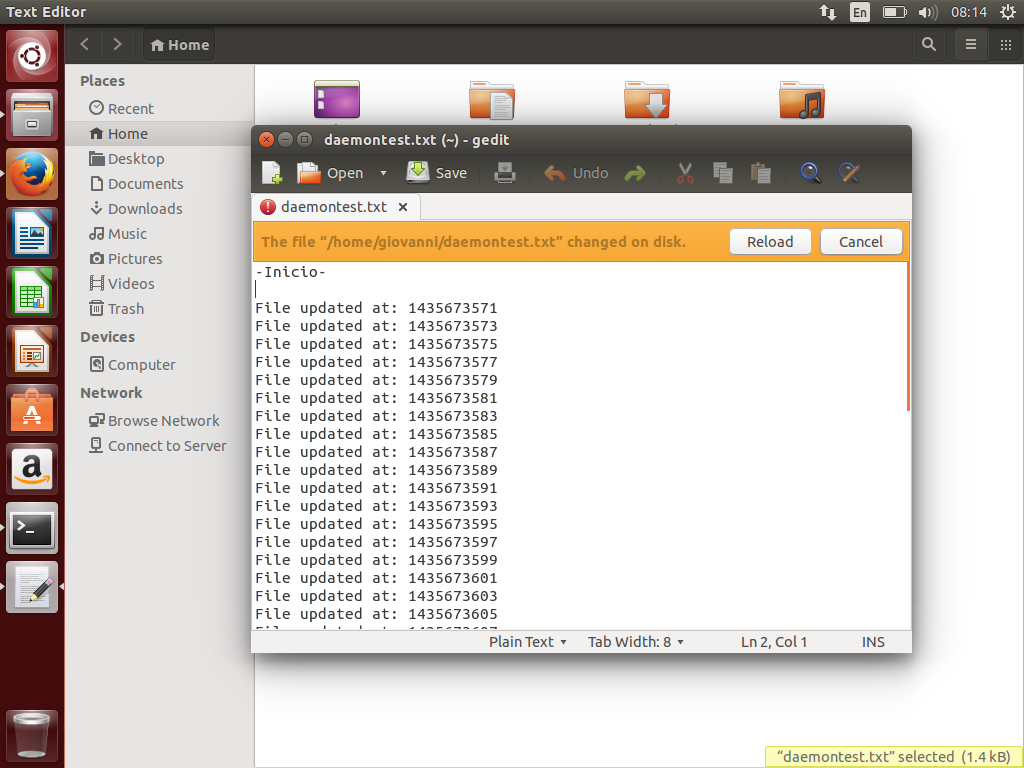 Text Editor
En
08:14
Home
Places
Recent
Home
Desktop
Documents
Downloads
Music
Pictures
Videos
Trash
Devices
Computer
Network
Browse Network
Connect to Server
daemontest.txt (~) - gedit
Open
Save
Undo
daemontest.txt
The file “/home/giovanni/daemontest.txt” changed on disk.
Reload
Cancel
-Inicio-
File updated at: 1435673571
File updated at: 1435673573
File updated at: 1435673575
File updated at: 1435673577
File updated at: 1435673579
File updated at: 1435673581
File updated at: 1435673583
File updated at: 1435673585
File updated at: 1435673587
File updated at: 1435673589
File updated at: 1435673591
File updated at: 1435673593
File updated at: 1435673595
File updated at: 1435673597
File updated at: 1435673599
File updated at: 1435673601
File updated at: 1435673603
File updated at: 1435673605
Plain Text
Tab Width: 8
Ln 2, Col 1
INS
“daemontest.txt” selected (1.4 kB)